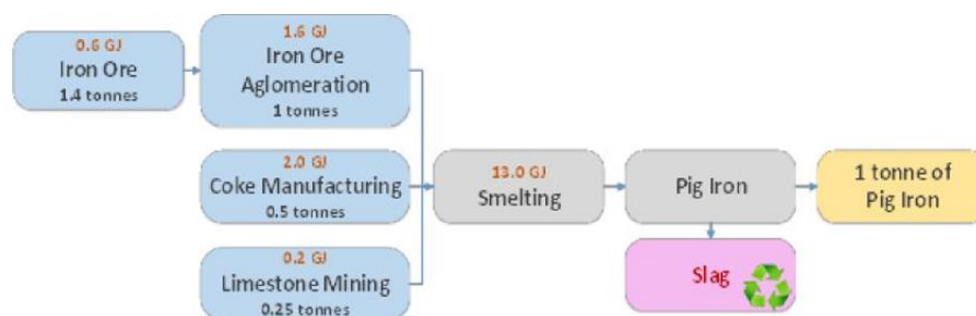 0.6 GJ
Iron Ore
1.4 tonnes
1.6 GJ
Iron Ore
Aglomeration
1 tonnes
2.0 GJ
Coke Manufacturing
0.5 tonnes
0.2 GJ
Limestone Mining
0.25 tonnes
13.0 GJ
Smelting
Pig Iron
1 tonne of
Pig Iron
Slag